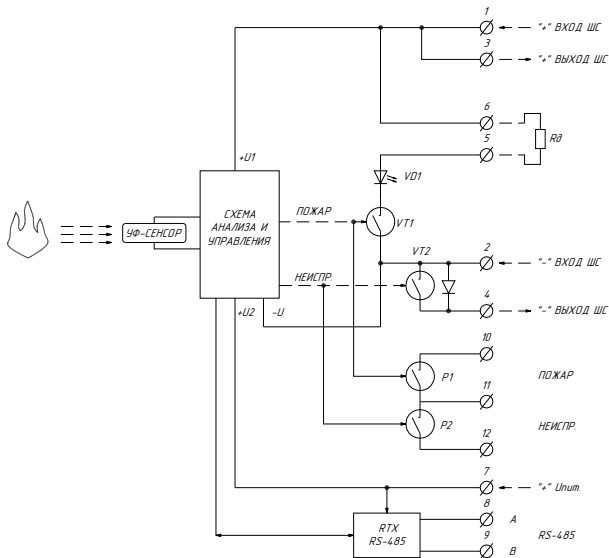 1
"+" ВХОД ШС
3
"+" ВЫХОД ШС
6
Rд
5
+U1
VD1
УФ-СЕНСОР
СХЕМА
АНАЛИЗА И
УПРАВЛЕНИЯ
ПОЖАР
VT1
VT2
2
"-" ВХОД ШС
НЕИСПР.
4
"-" ВЫХОД ШС
+U2
-U
10
P1
ПОЖАР
11
P2
НЕИСПР.
12
7
"+" Uпит.
8
A
RTX
RS-485
9
RS-485
B